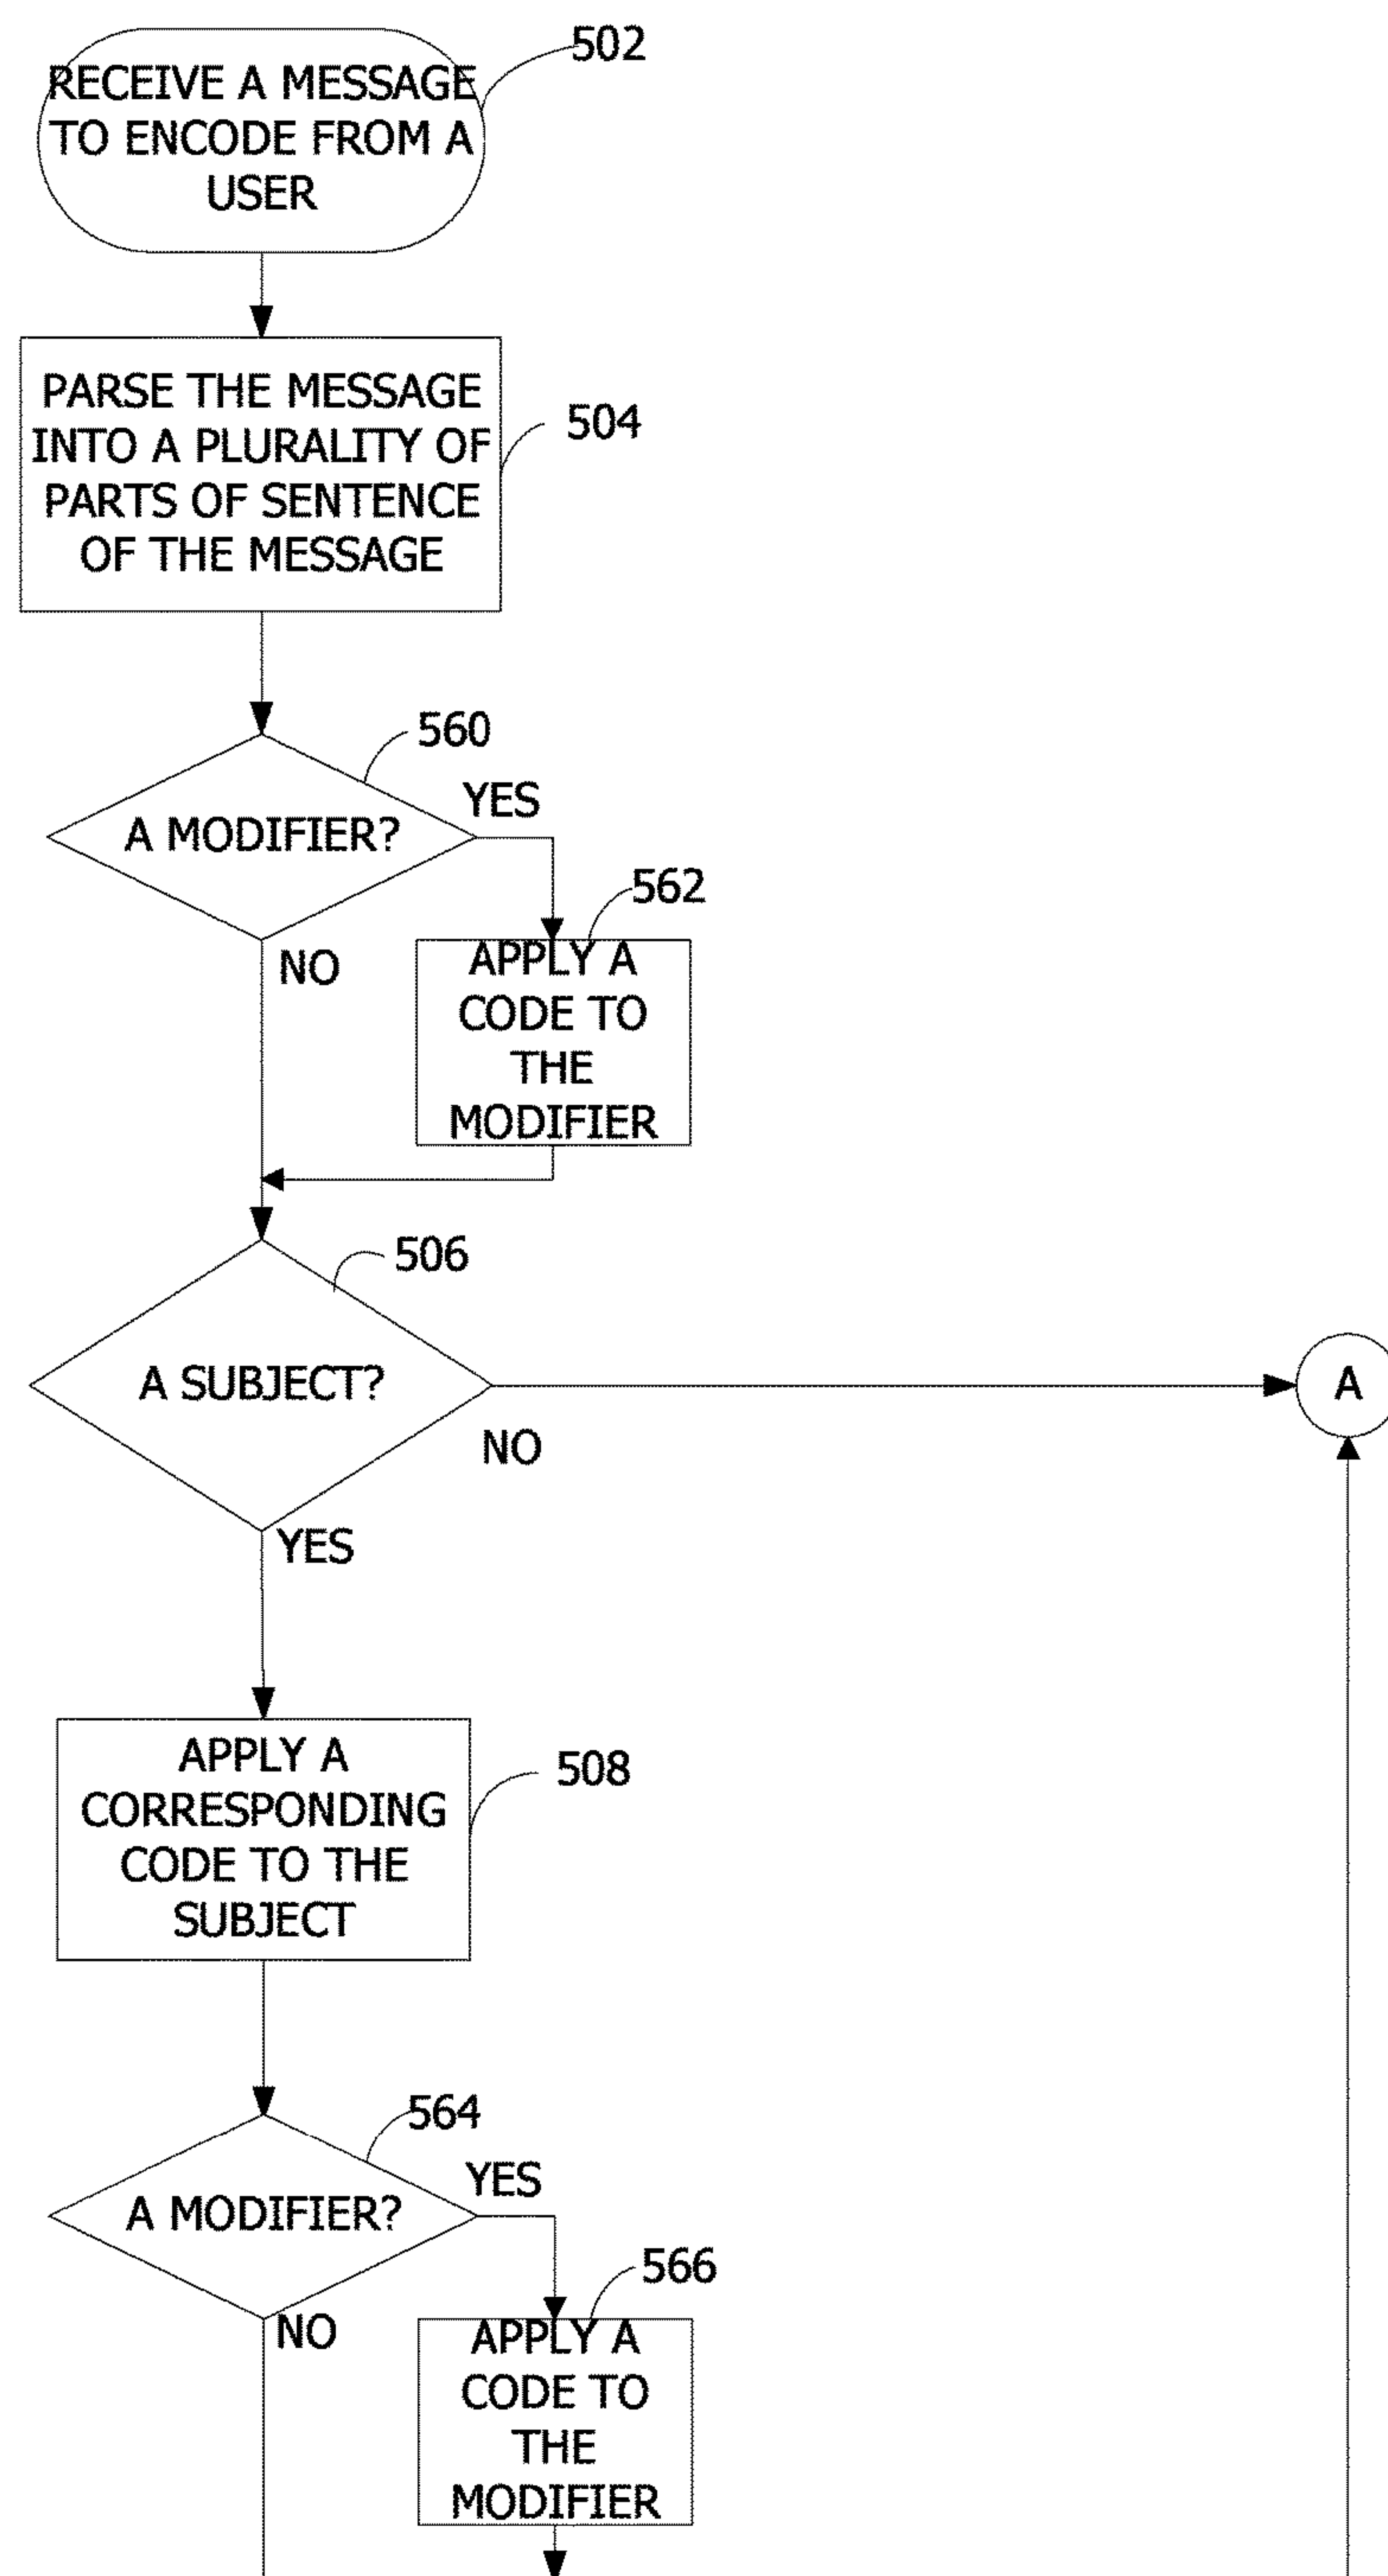 502
RECEIVE A MESSAGE
TO ENCODE FROM A
USER
PARSE THE MESSAGE
INTO A PLURALITY OF
PARTS OF SENTENCE
OF THE MESSAGE
504
560
YES
A MODIFIER?
562
NO
APPLY A
CODE TO
THE
MODIFIER
506
A SUBJECT?
A
NO
YES
APPLY A
CORRESPONDING
CODE TO THE
SUBJECT
508
564
YES
A MODIFIER?
566
NO
APPLY A
CODE TO
THE
MODIFIER